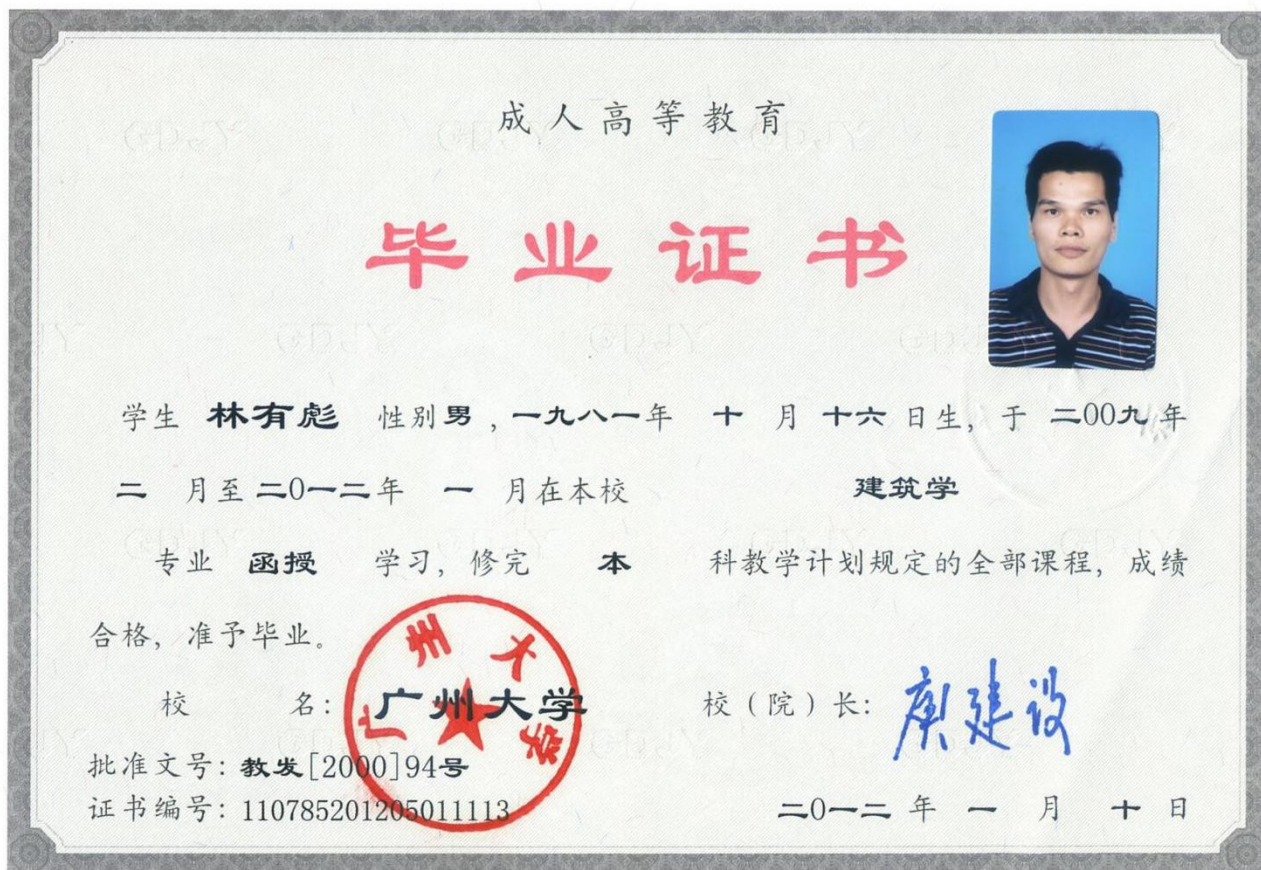 成人高等教育
毕业证书
学生 林有彪 性别男，一九八一年 十 月 十六 日生，于 二00九年
二 月至 二0一二年 一 月在本校 建筑学
专业 函授 学习，修完 本 科教学计划规定的全部课程，成绩
合格，准予毕业。
校 名：广州大学 校（院）长：庾建设
批准文号：教发[2000]94号
证书编号：110785201205011113 二0一二 年 一 月 十 日
广州大学